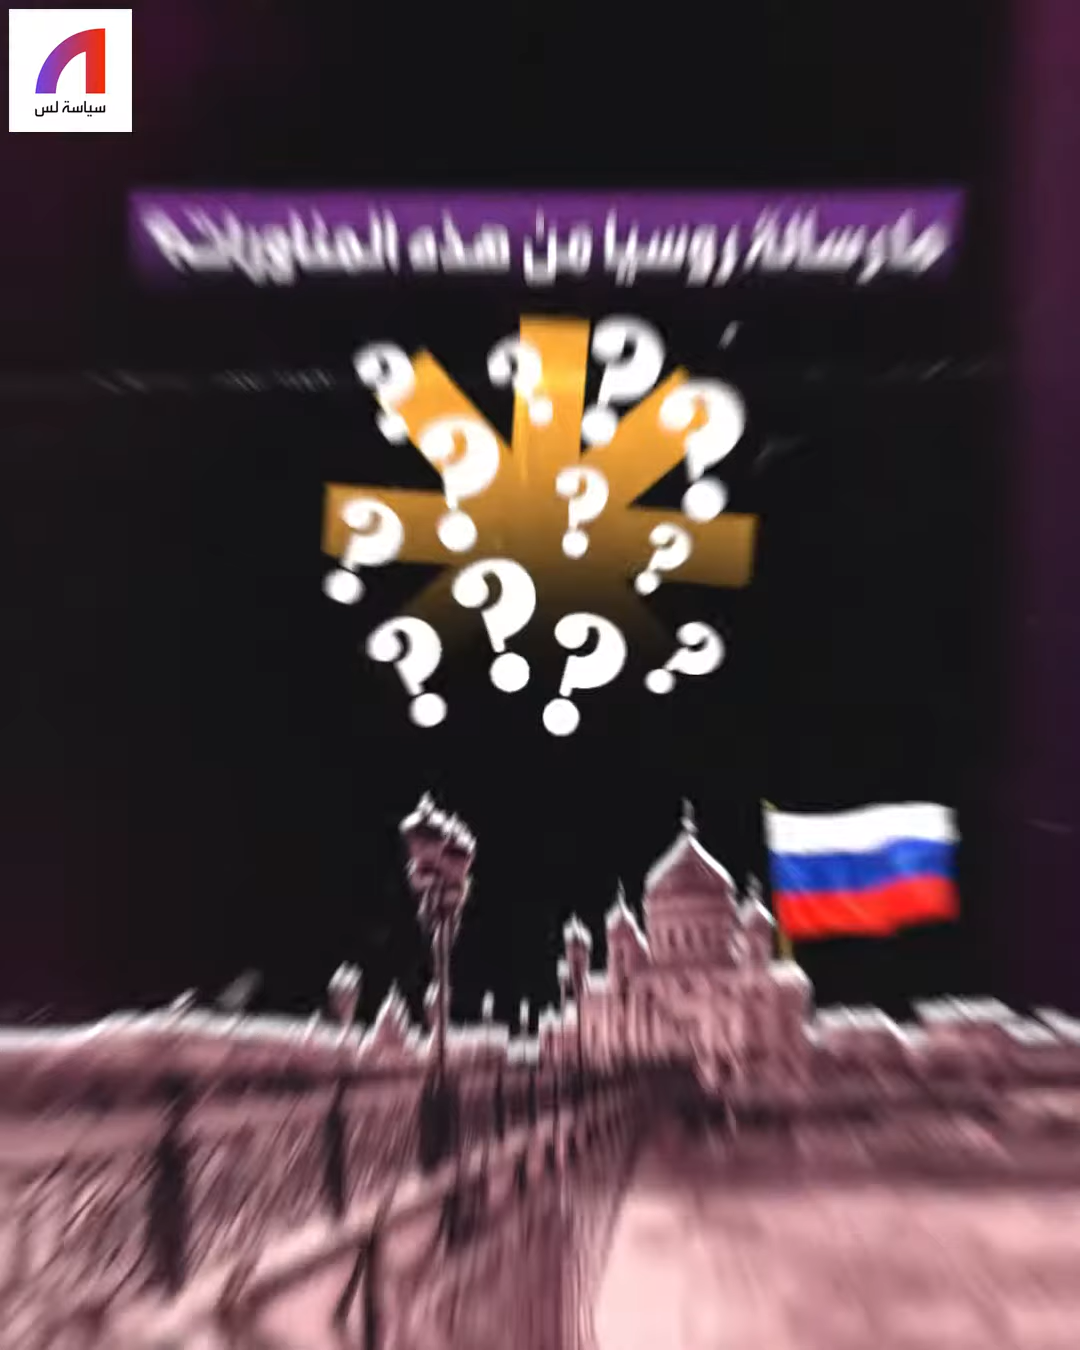 سياسة لس
ما رسالة روسيا من هذه المناورات؟